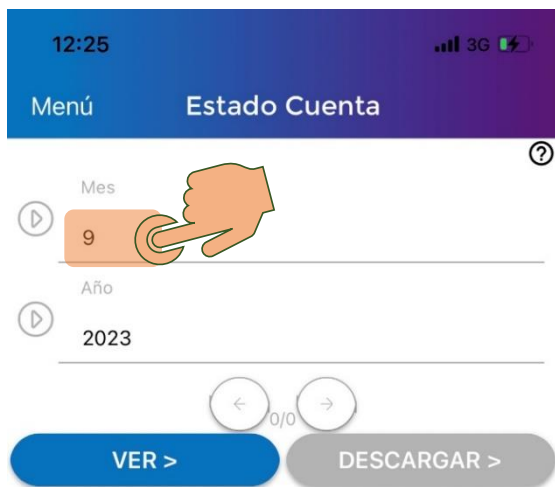 12:25 3G
Menú Estado Cuenta
?
Mes
9
Año
2023
← 0/0 →
VER > DESCARGAR >